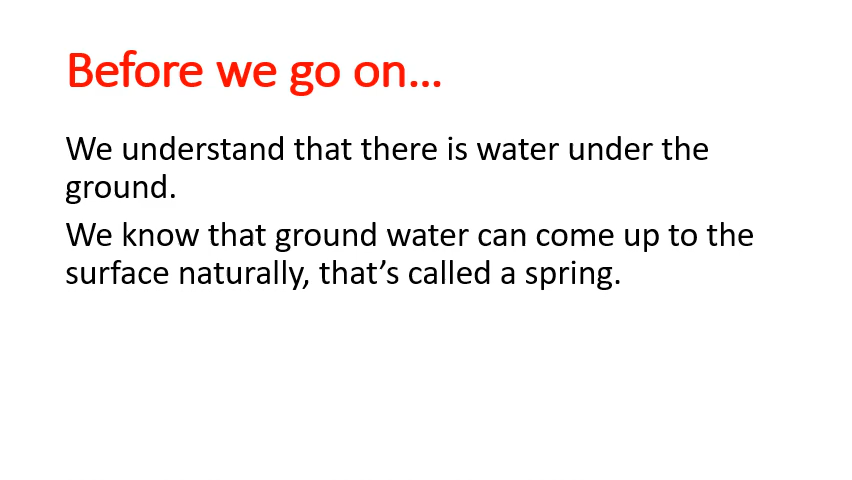 Before we go on…
We understand that there is water under the
ground.
We know that ground water can come up to the
surface naturally, that’s called a spring.